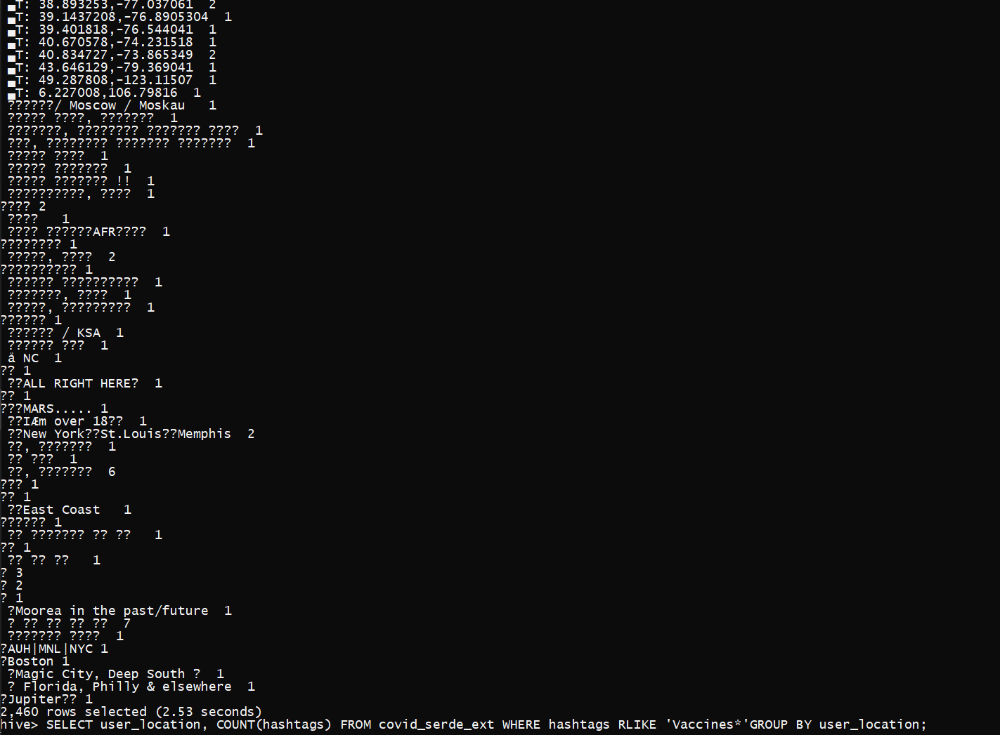 ▄T: 38.893253,-77.037061  2
▄T: 39.1437208,-76.8905304  1
▄T: 39.401818,-76.544041  1
▄T: 40.670578,-74.231518  1
▄T: 40.834727,-73.865349  2
▄T: 43.646129,-79.369041  1
▄T: 49.287808,-123.11507  1
▄T: 6.227008,106.79816  1
??????/ Moscow / Moskau   1
????? ????, ???????  1
???????, ???????? ??????? ????  1
???, ???????? ??????? ???????  1
????? ????  1
????? ???????  1
????? ??????? !!  1
??????????, ????  1
???? 2
????   1
???? ??????AFR????  1
???????? 1
?????, ????  2
?????????? 1
?????? ??????????  1
???????, ????  1
?????, ?????????  1
?????? 1
?????? / KSA  1
?????? ???  1
å NC  1
?? 1
??ALL RIGHT HERE?  1
?? 1
???MARS..... 1
??IÆm over 18??  1
??New York??St.Louis??Memphis  2
??, ???????  1
?? ???  1
??, ???????  6
??? 1
?? 1
??East Coast   1
?????? 1
?? ??????? ?? ??   1
?? 1
?? ?? ??   1
? 3
? 2
? 1
?Moorea in the past/future  1
? ?? ?? ?? ??  7
??????? ????  1
?AUH|MNL|NYC 1
?Boston 1
?Magic City, Deep South ?  1
? Florida, Philly & elsewhere  1
?Jupiter?? 1
2,460 rows selected (2.53 seconds)
hive> SELECT user_location, COUNT(hashtags) FROM covid_serde_ext WHERE hashtags RLIKE 'Vaccines*'GROUP BY user_location;